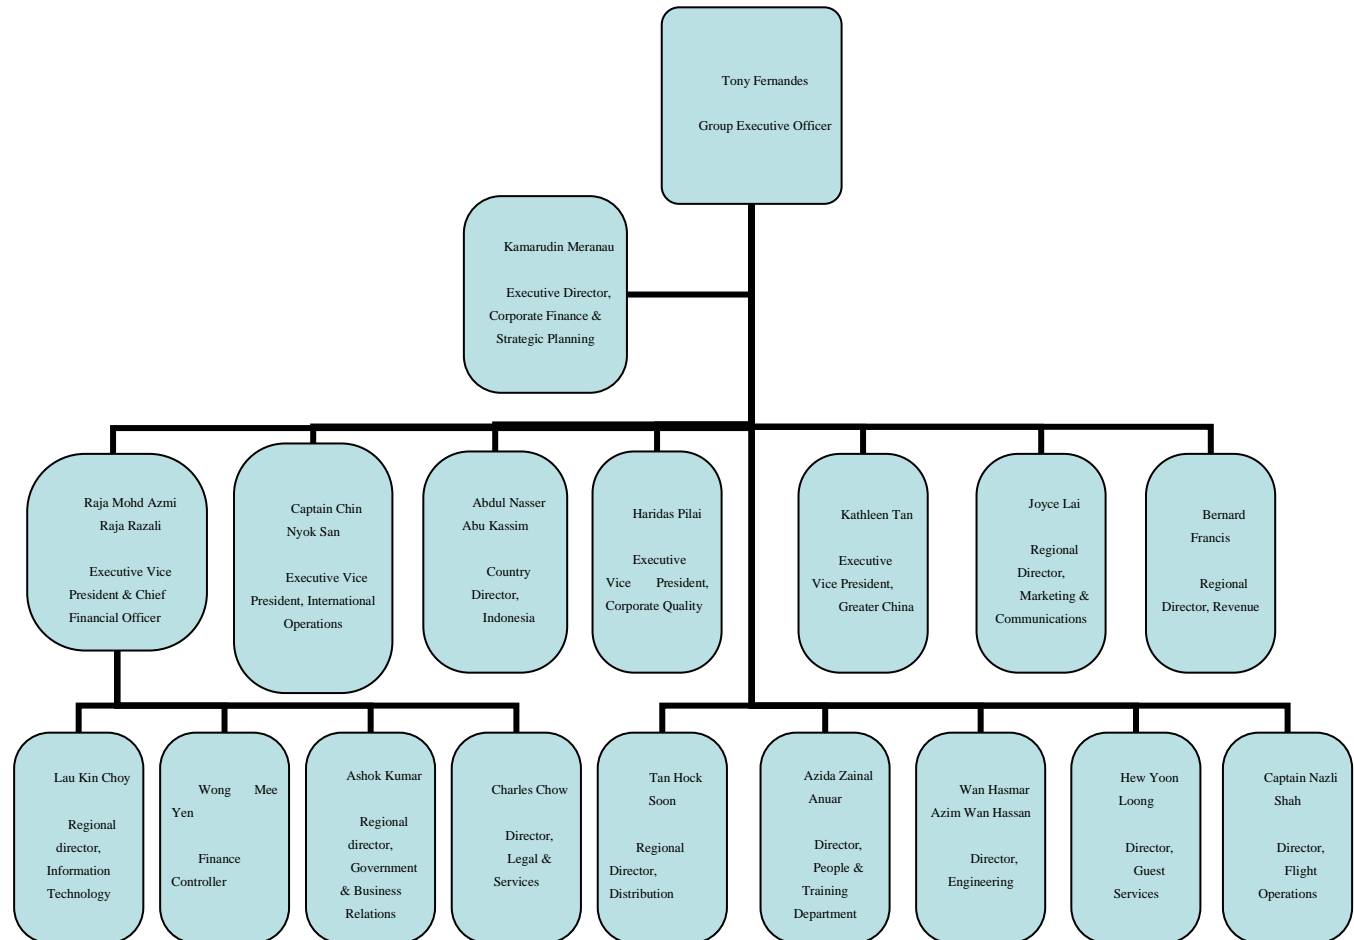 Tony Fernandes
Group Executive Officer
Kamarudin Meranau
Executive Director,
Corporate Finance &
Strategic Planning
Raja Mohd Azmi
Raja Razali
Executive Vice
President & Chief
Financial Officer
Captain Chin
Nyok San
Executive Vice
President, International
Operations
Abdul Nasser
Abu Kassim
Country
Director,
Indonesia
Haridas Pilai
Executive
Vice President,
Corporate Quality
Kathleen Tan
Executive
Vice President,
Greater China
Joyce Lai
Regional
Director,
Marketing &
Communications
Bernard
Francis
Regional
Director, Revenue
Lau Kin Choy
Regional
director,
Information
Technology
Wong Mee
Yen
Finance
Controller
Ashok Kumar
Regional
director,
Government
& Business
Relations
Charles Chow
Director,
Legal &
Services
Tan Hock
Soon
Regional
Director,
Distribution
Azida Zainal
Anuar
Director,
People &
Training
Department
Wan Hasmar
Azim Wan Hassan
Director,
Engineering
Hew Yoon
Loong
Director,
Guest
Services
Captain Nazli
Shah
Director,
Flight
Operations